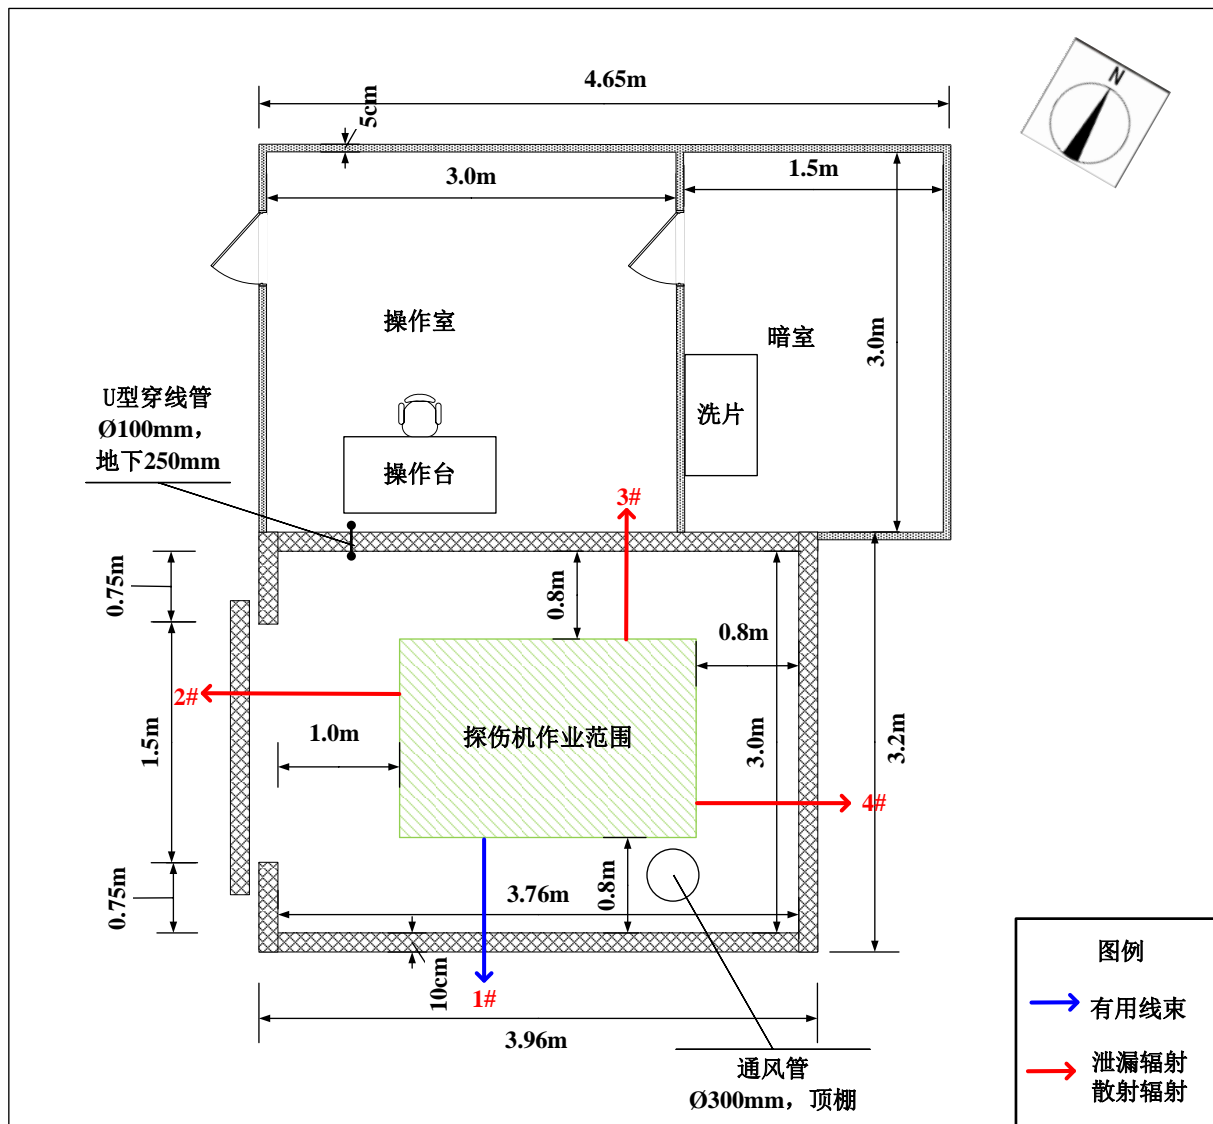 4.65m
N
5cm
3.0m
1.5m
操作室
暗室
3.0m
U型穿线管
Ø100mm，
地下250mm
洗片
操作台
3#
0.75m
0.8m
0.8m
2#
1.0m
探伤机作业范围
1.5m
3.0m
3.2m
4#
0.75m
3.76m
0.8m
10cm
1#
3.96m
通风管
Ø300mm，顶棚
图例
有用线束
泄漏辐射
散射辐射